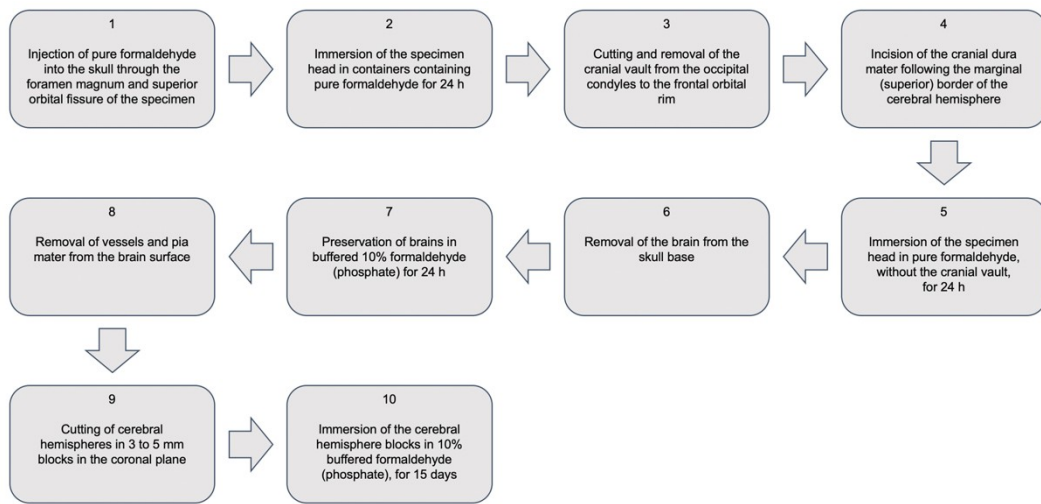 1
Injection of pure formaldehyde
into the skull through the
foramen magnum and superior
orbital fissure of the specimen
2
Immersion of the specimen
head in containers containing
pure formaldehyde for 24 h
3
Cutting and removal of the
cranial vault from the occipital
condyles to the frontal orbital
rim
4
Incision of the cranial dura
mater following the marginal
(superior) border of the
cerebral hemisphere
5
Immersion of the specimen
head in pure formaldehyde,
without the cranial vault,
for 24 h
6
Removal of the brain from the
skull base
7
Preservation of brains in
buffered 10% formaldehyde
(phosphate) for 24 h
8
Removal of vessels and pia
mater from the brain surface
9
Cutting of cerebral
hemispheres in 3 to 5 mm
blocks in the coronal plane
10
Immersion of the cerebral
hemisphere blocks in 10%
buffered formaldehyde
(phosphate), for 15 days